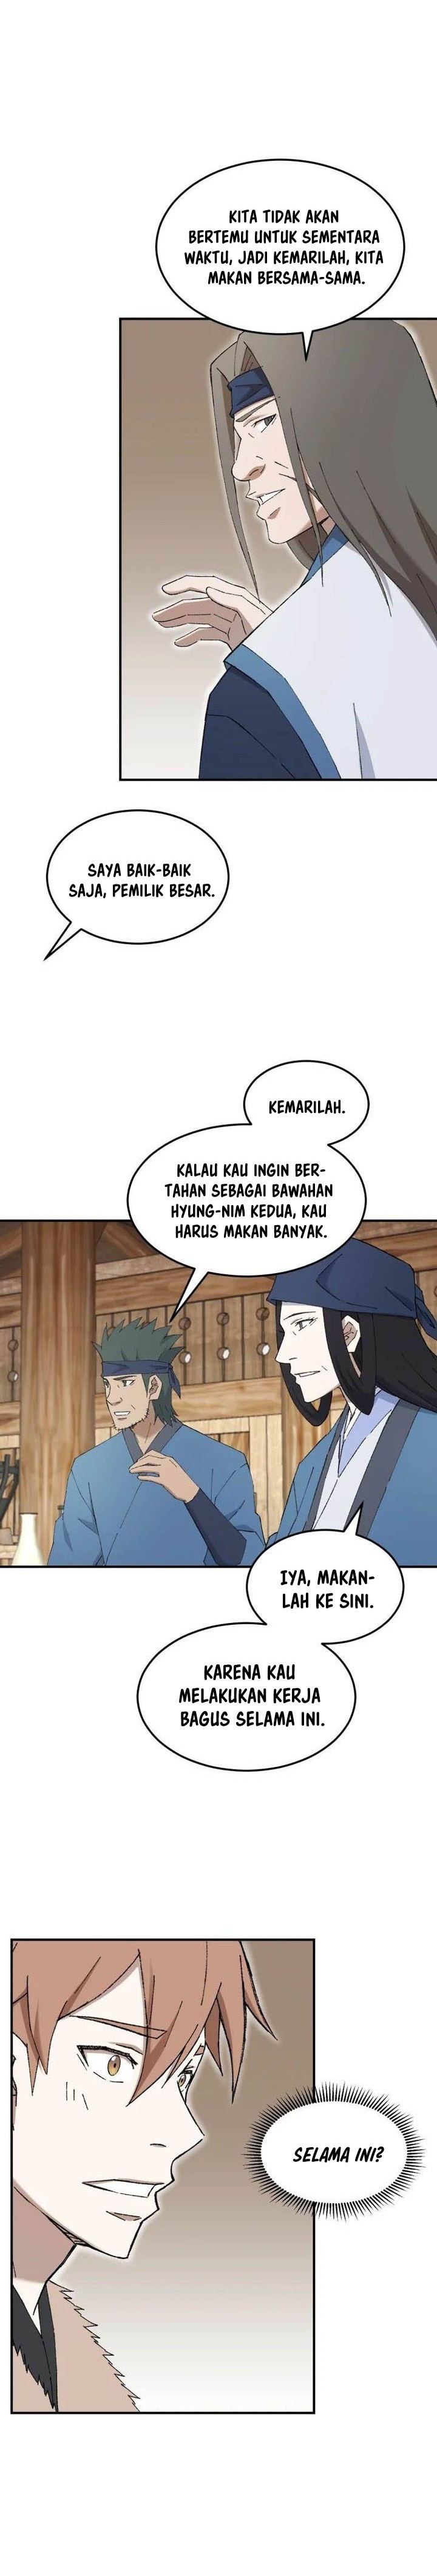 KITA TIDAK AKAN
BERTEMU UNTUK SEMENTARA
WAKTU, JADI KEMARILAH, KITA
MAKAN BERSAMA-SAMA.
SAYA BAIK-BAIK
SAJA, PEMILIK BESAR.
KEMARILAH.
KALAU KAU INGIN BER-
TAHAN SEBAGAI BAWAHAN
HYUNG-NIM KEDUA, KAU
HARUS MAKAN BANYAK.
IYA, MAKAN-
LAH KE SINI.
KARENA KAU
MELAKUKAN KERJA
BAGUS SELAMA INI.
SELAMA INI?